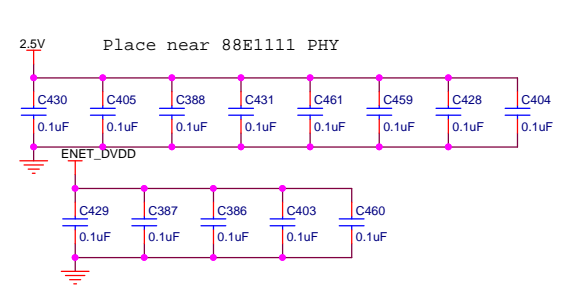 2.5V Place near 88E1111 PHY
C430 C405 C388 C431 C461 C459 C428 C404
0.1uF 0.1uF 0.1uF 0.1uF 0.1uF 0.1uF 0.1uF 0.1uF
ENET_DVDD
C429 C387 C386 C403 C460
0.1uF 0.1uF 0.1uF 0.1uF 0.1uF